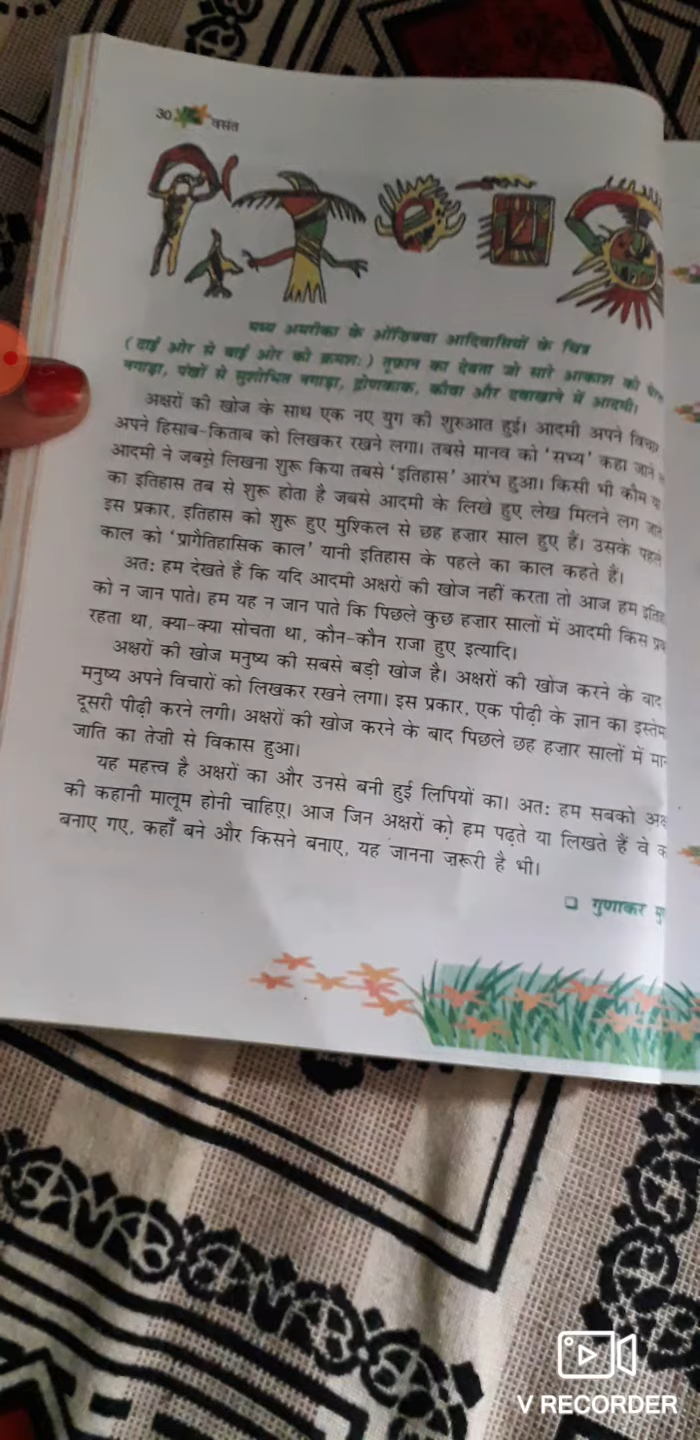 30 वसंत
मध्य अमरीका के ओजिबवा आदिवासियों के चित्र
(दाईं ओर से बाईं ओर को क्रमशः) तूफ़ान का देवता जो सारे आकाश को
नगाड़ा, पंखों से सुशोभित नगाड़ा, द्रोणकाक, कौवा और दवाखाने में आदमी।
अक्षरों की खोज के साथ एक नए युग की शुरुआत हुई। आदमी अपने विचार
अपने हिसाब-किताब को लिखकर रखने लगा। तबसे मानव को 'सभ्य' कहा जाने
आदमी ने जबसे लिखना शुरू किया तबसे 'इतिहास' आरंभ हुआ। किसी भी कौम
का इतिहास तब से शुरू होता है जबसे आदमी के लिखे हुए लेख मिलने लग जाते
इस प्रकार, इतिहास को शुरू हुए मुश्किल से छह हज़ार साल हुए हैं। उसके पहले
काल को 'प्रागैतिहासिक काल' यानी इतिहास के पहले का काल कहते हैं।
अतः हम देखते हैं कि यदि आदमी अक्षरों की खोज नहीं करता तो आज हम
को न जान पाते। हम यह न जान पाते कि पिछले कुछ हज़ार सालों में आदमी किस
रहता था, क्या-क्या सोचता था, कौन-कौन राजा हुए इत्यादि।
अक्षरों की खोज मनुष्य की सबसे बड़ी खोज है। अक्षरों की खोज करने के बाद
मनुष्य अपने विचारों को लिखकर रखने लगा। इस प्रकार, एक पीढ़ी के ज्ञान का
दूसरी पीढ़ी करने लगी। अक्षरों की खोज करने के बाद पिछले छह हज़ार सालों में
जाति का तेज़ी से विकास हुआ।
यह महत्त्व है अक्षरों का और उनसे बनी हुई लिपियों का। अतः हम सबको
की कहानी मालूम होनी चाहिए। आज जिन अक्षरों को हम पढ़ते या लिखते हैं वे
बनाए गए, कहाँ बने और किसने बनाए, यह जानना ज़रूरी है भी।
❑ गुणाकर
V RECORDER